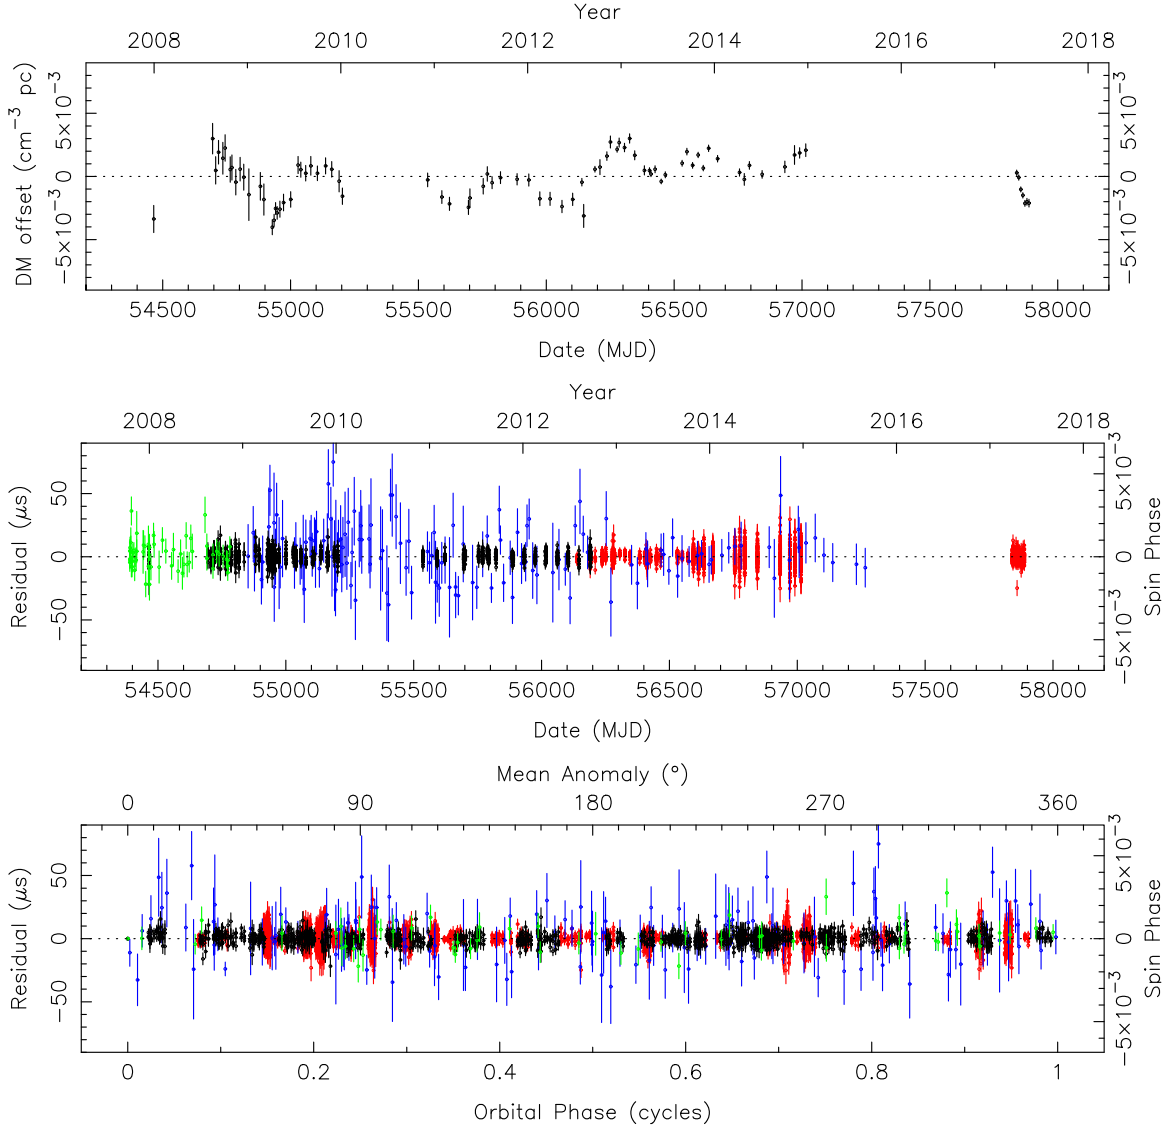 Year
2008 2010 2012 2014 2016 2018
DM offset (cm⁻³ pc)
−5×10⁻³ 0 5×10⁻³
−5×10⁻³ 0 5×10⁻³
54500 55000 55500 56000 56500 57000 57500 58000
Date (MJD)
Year
2008 2010 2012 2014 2016 2018
Residual (μs)
−50 0 50
5×10⁻³ 0 5×10⁻³
Spin Phase
54500 55000 55500 56000 56500 57000 57500 58000
Date (MJD)
Mean Anomaly (°)
0 90 180 270 360
Residual (μs)
−50 0 50
−5×10⁻³ 0 5×10⁻³
Spin Phase
0 0.2 0.4 0.6 0.8 1
Orbital Phase (cycles)